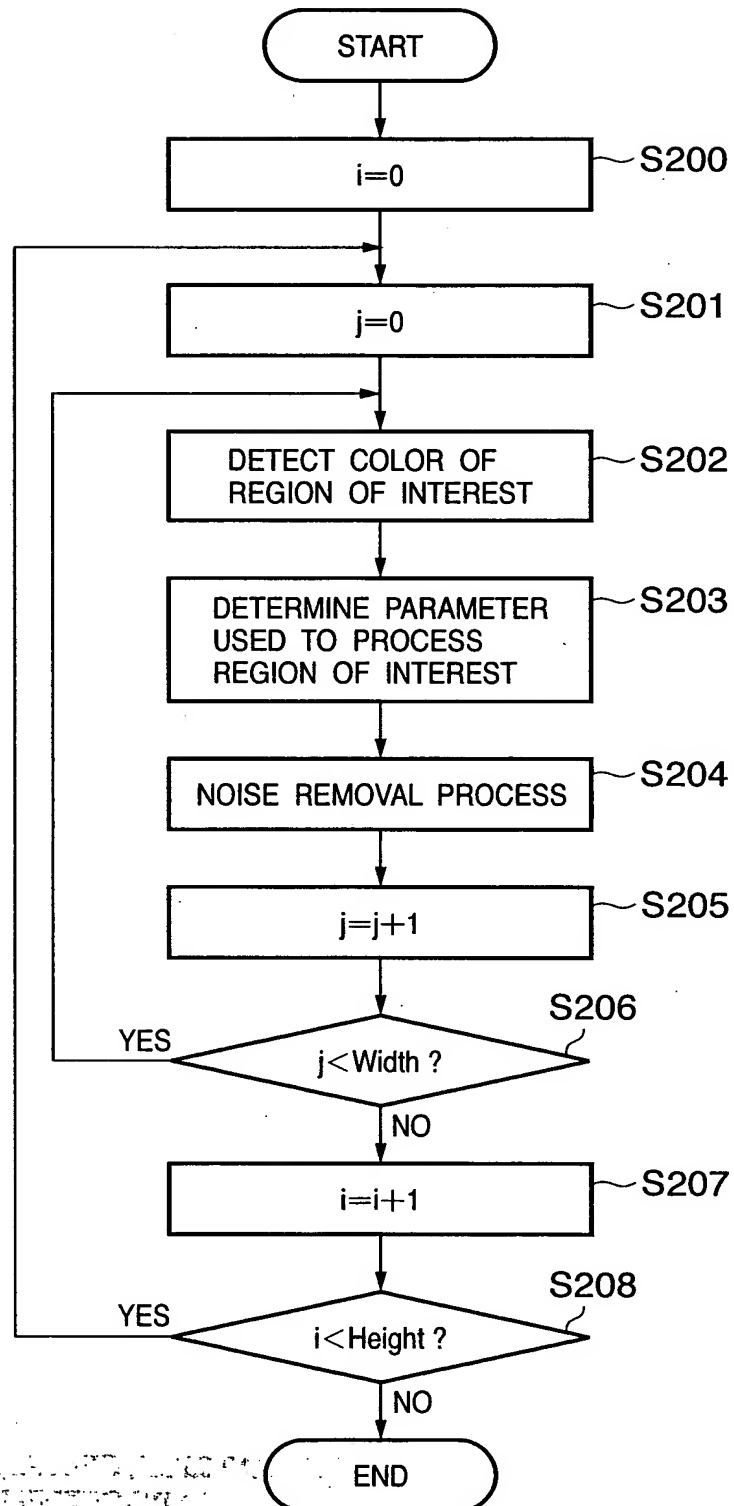 START
i=0
S200
j=0
S201
DETECT COLOR OF
REGION OF INTEREST
S202
DETERMINE PARAMETER
USED TO PROCESS
REGION OF INTEREST
S203
NOISE REMOVAL PROCESS
S204
j=j+1
S205
S206
YES
j<Width ?
NO
i=i+1
S207
S208
YES
i<Height ?
NO
END